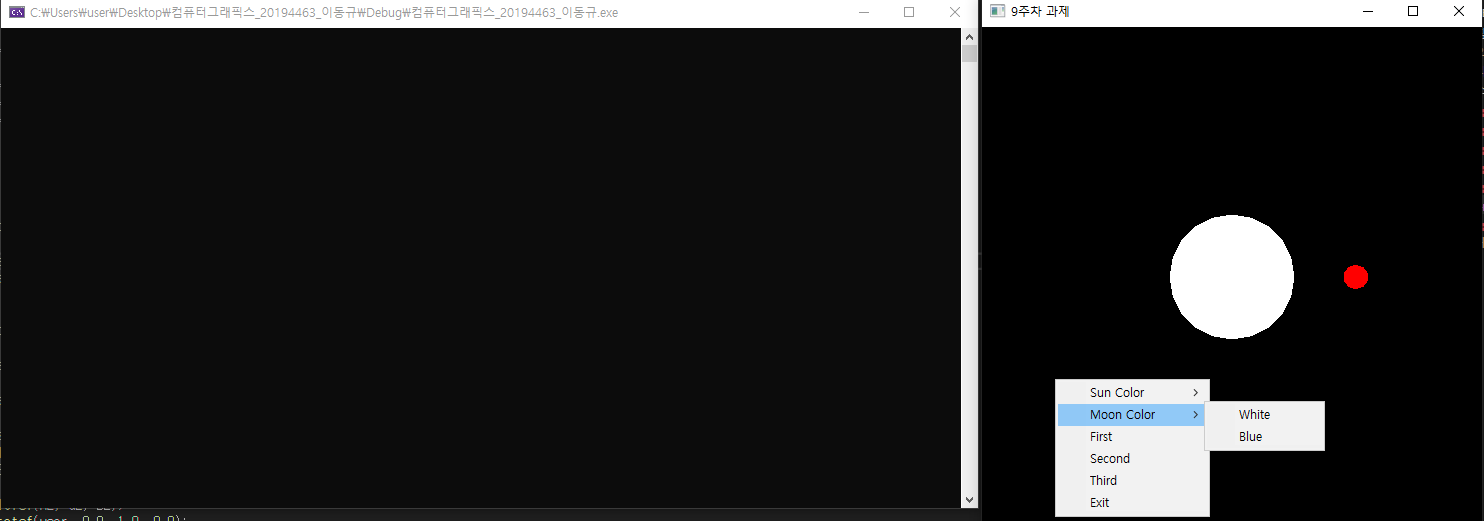 C:₩Users₩user₩Desktop₩컴퓨터그래픽스_20194463_이동규₩Debug₩컴퓨터그래픽스_20194463_이동규.exe
9주차 과제
Sun Color
Moon Color
White
Blue
First
Second
Third
Exit